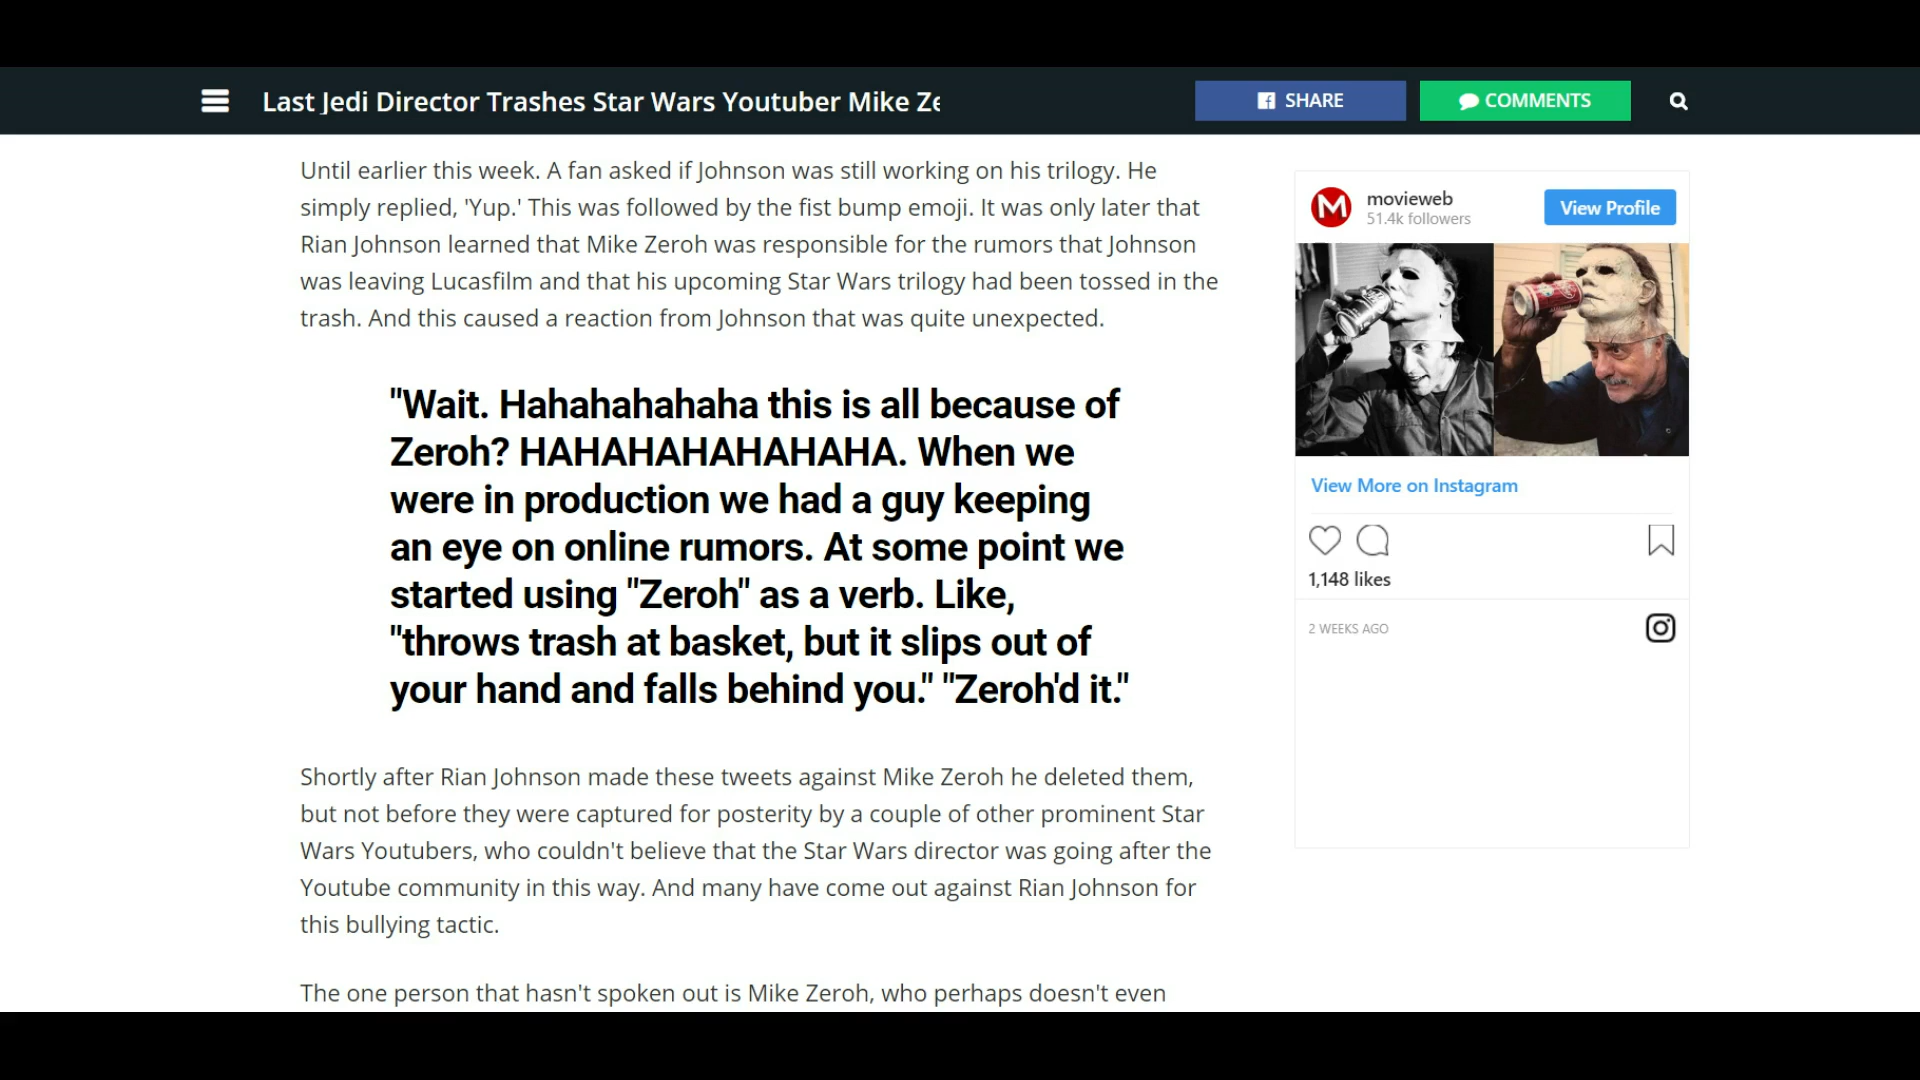 Last Jedi Director Trashes Star Wars Youtuber Mike Ze
SHARE
COMMENTS
Until earlier this week. A fan asked if Johnson was still working on his trilogy. He
simply replied, 'Yup.' This was followed by the fist bump emoji. It was only later that
Rian Johnson learned that Mike Zeroh was responsible for the rumors that Johnson
was leaving Lucasfilm and that his upcoming Star Wars trilogy had been tossed in the
trash. And this caused a reaction from Johnson that was quite unexpected.
"Wait. Hahahahahaha this is all because of
Zeroh? HAHAHAHAHAHAHA. When we
were in production we had a guy keeping
an eye on online rumors. At some point we
started using "Zeroh" as a verb. Like,
"throws trash at basket, but it slips out of
your hand and falls behind you." "Zeroh'd it."
Shortly after Rian Johnson made these tweets against Mike Zeroh he deleted them,
but not before they were captured for posterity by a couple of other prominent Star
Wars Youtubers, who couldn't believe that the Star Wars director was going after the
Youtube community in this way. And many have come out against Rian Johnson for
this bullying tactic.
The one person that hasn't spoken out is Mike Zeroh, who perhaps doesn't even
M
movieweb
51.4k followers
View Profile
View More on Instagram
1,148 likes
2 WEEKS AGO